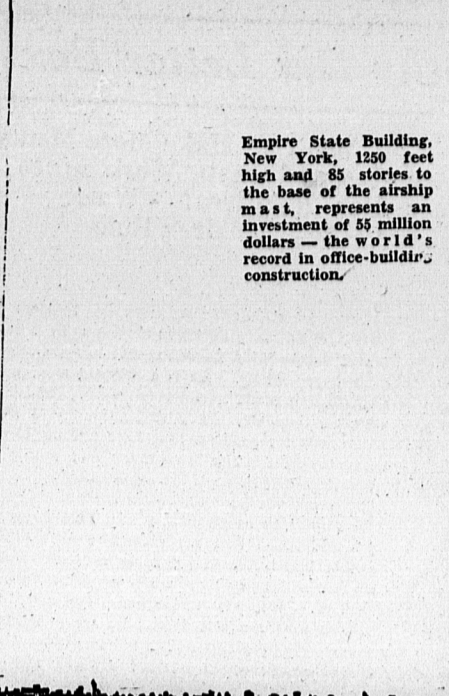 Empire State Building,
New York, 1250 feet
high and 85 stories to
the base of the airship
mast, represents an
investment of 55 million
dollars — the world's
record in office-building
construction.